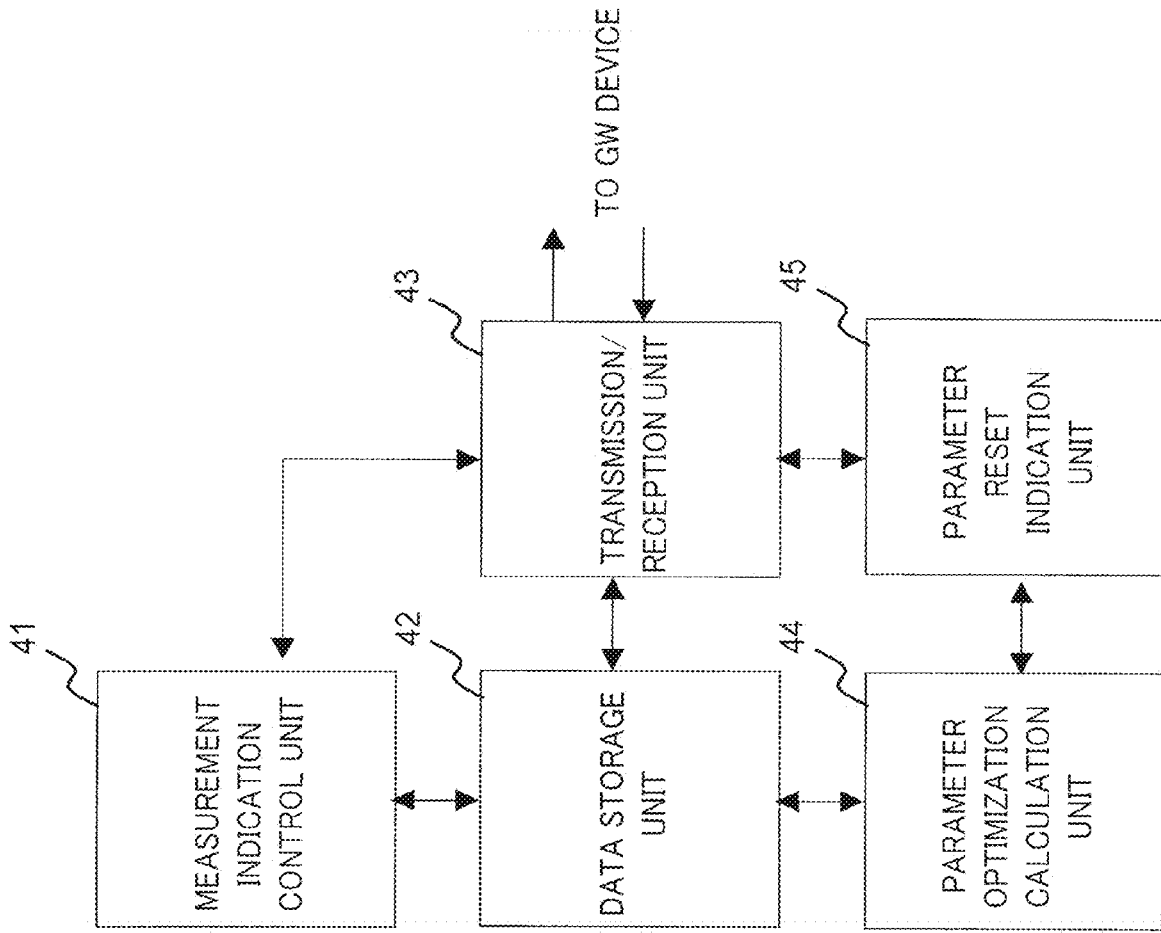 41
MEASUREMENT
INDICATION
CONTROL UNIT
42
DATA STORAGE
UNIT
43
TRANSMISSION/
RECEPTION UNIT
TO GW DEVICE
44
PARAMETER
OPTIMIZATION
CALCULATION
UNIT
45
PARAMETER
RESET
INDICATION
UNIT